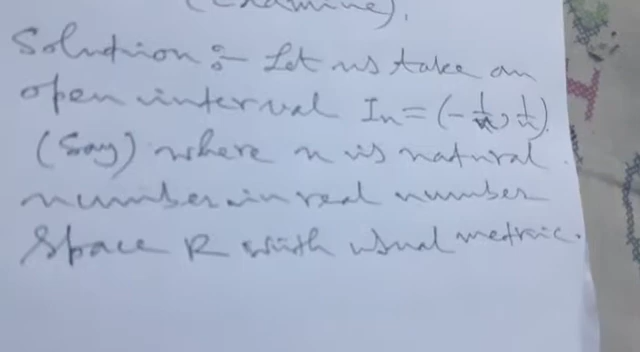 (Examine).
Solution :- Let us take an
open interval In = (-1/n, 1/n).
(Say) where n is natural
number in real number
space R with usual metric.